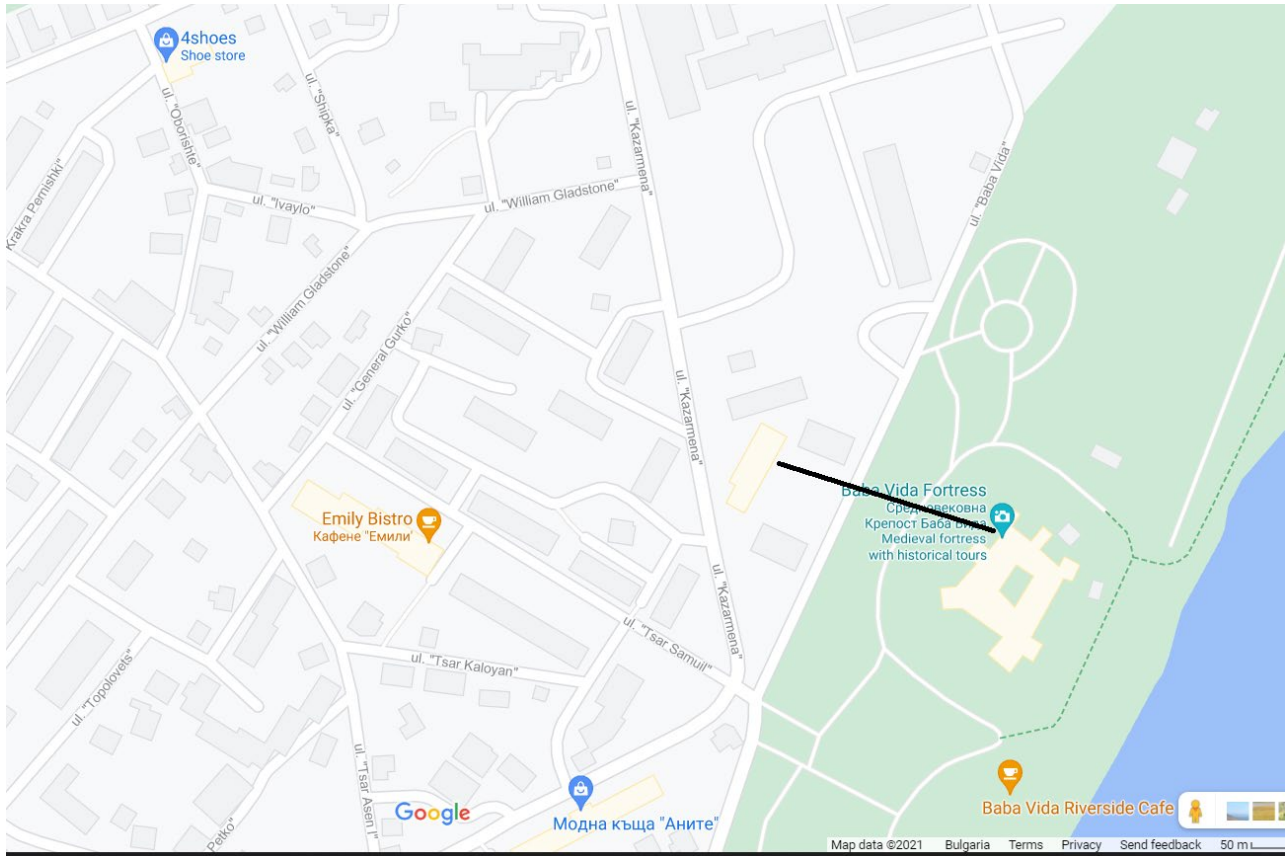 4shoes
Shoe store
ul. "Oborishte"
ul. "Shipka"
ul. "Kazarmena"
ul. "Baba Vida"
Krakra Pernishki"
ul. "Ivaylo"
ul. "William Gladstone"
ul. "William Gladstone"
ul. "General Gurko"
ul. "Kazarmena"
Baba Vida Fortress
Средновековна
Крепост Баба Вида
Medieval fortress
with historical tours
Emily Bistro
Кафене "Емили"
ul. "Kazarmena"
ul. "Tsar Samuil"
ul. "Tsar Kaloyan"
ul. "Topolovets"
ul. "Tsar Asen I"
Petko"
Google
Модна къща "Аните"
Baba Vida Riverside Cafe
Map data ©2021 Bulgaria Terms Privacy Send feedback 50 m